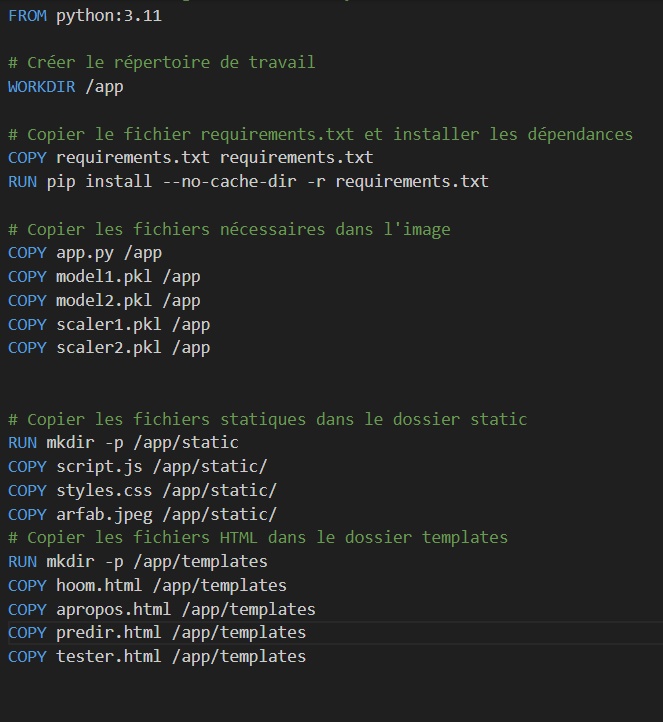 FROM python:3.11
# Créer le répertoire de travail
WORKDIR /app
# Copier le fichier requirements.txt et installer les dépendances
COPY requirements.txt requirements.txt
RUN pip install --no-cache-dir -r requirements.txt
# Copier les fichiers nécessaires dans l'image
COPY app.py /app
COPY model1.pkl /app
COPY model2.pkl /app
COPY scaler1.pkl /app
COPY scaler2.pkl /app
# Copier les fichiers statiques dans le dossier static
RUN mkdir -p /app/static
COPY script.js /app/static/
COPY styles.css /app/static/
COPY arfab.jpeg /app/static/
# Copier les fichiers HTML dans le dossier templates
RUN mkdir -p /app/templates
COPY hoom.html /app/templates
COPY apropos.html /app/templates
COPY predir.html /app/templates
COPY tester.html /app/templates